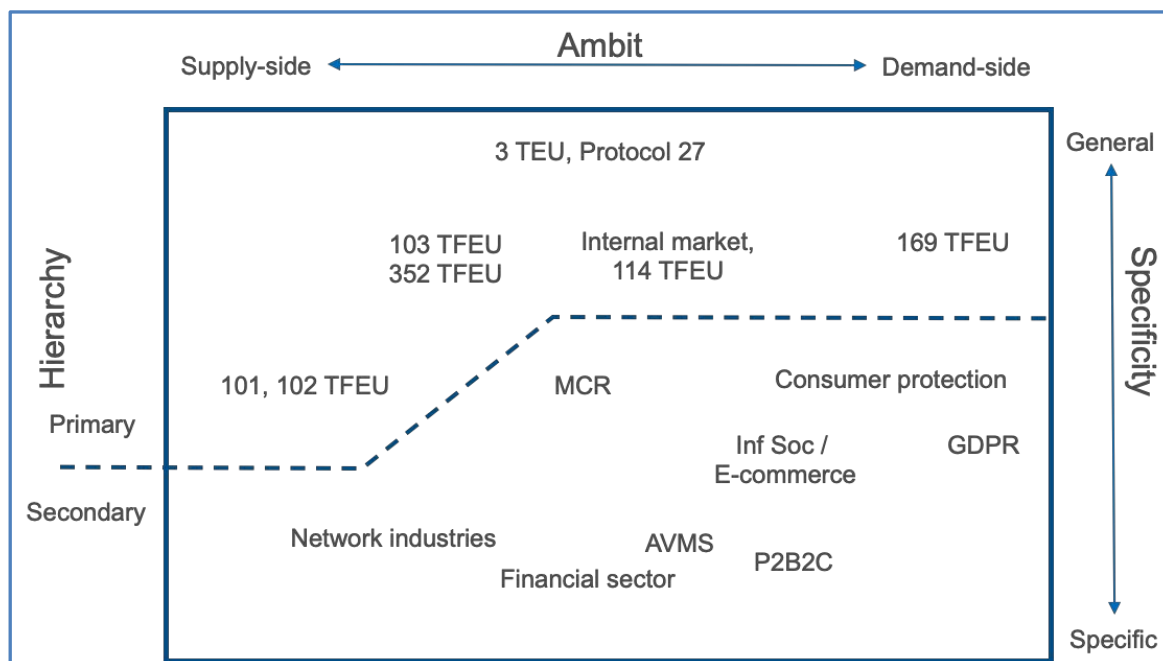 Ambit
Supply-side
Demand-side
3 TEU, Protocol 27
General
103 TFEU
352 TFEU
Internal market,
114 TFEU
169 TFEU
Hierarchy
Specificity
101, 102 TFEU
MCR
Consumer protection
Primary
Inf Soc /
E-commerce
GDPR
Secondary
Network industries
AVMS
P2B2C
Financial sector
Specific